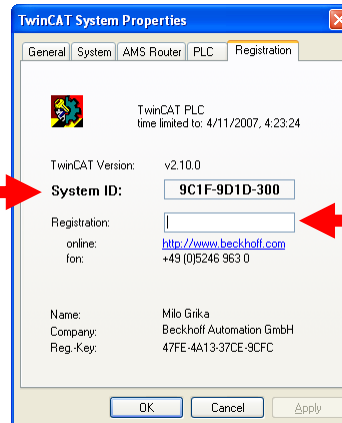 TwinCAT System Properties
General System AMS Router PLC Registration
TwinCAT PLC
time limited to: 4/11/2007, 4:23:24
TwinCAT Version: v2.10.0
System ID: 9C1F-9D1D-300
Registration:
online: http://www.beckhoff.com
fon: +49 (0)5246 963 0
Name: Milo Grika
Company: Beckhoff Automation GmbH
Reg.-Key: 47FE-4A13-37CE-9CFC
OK Cancel Apply